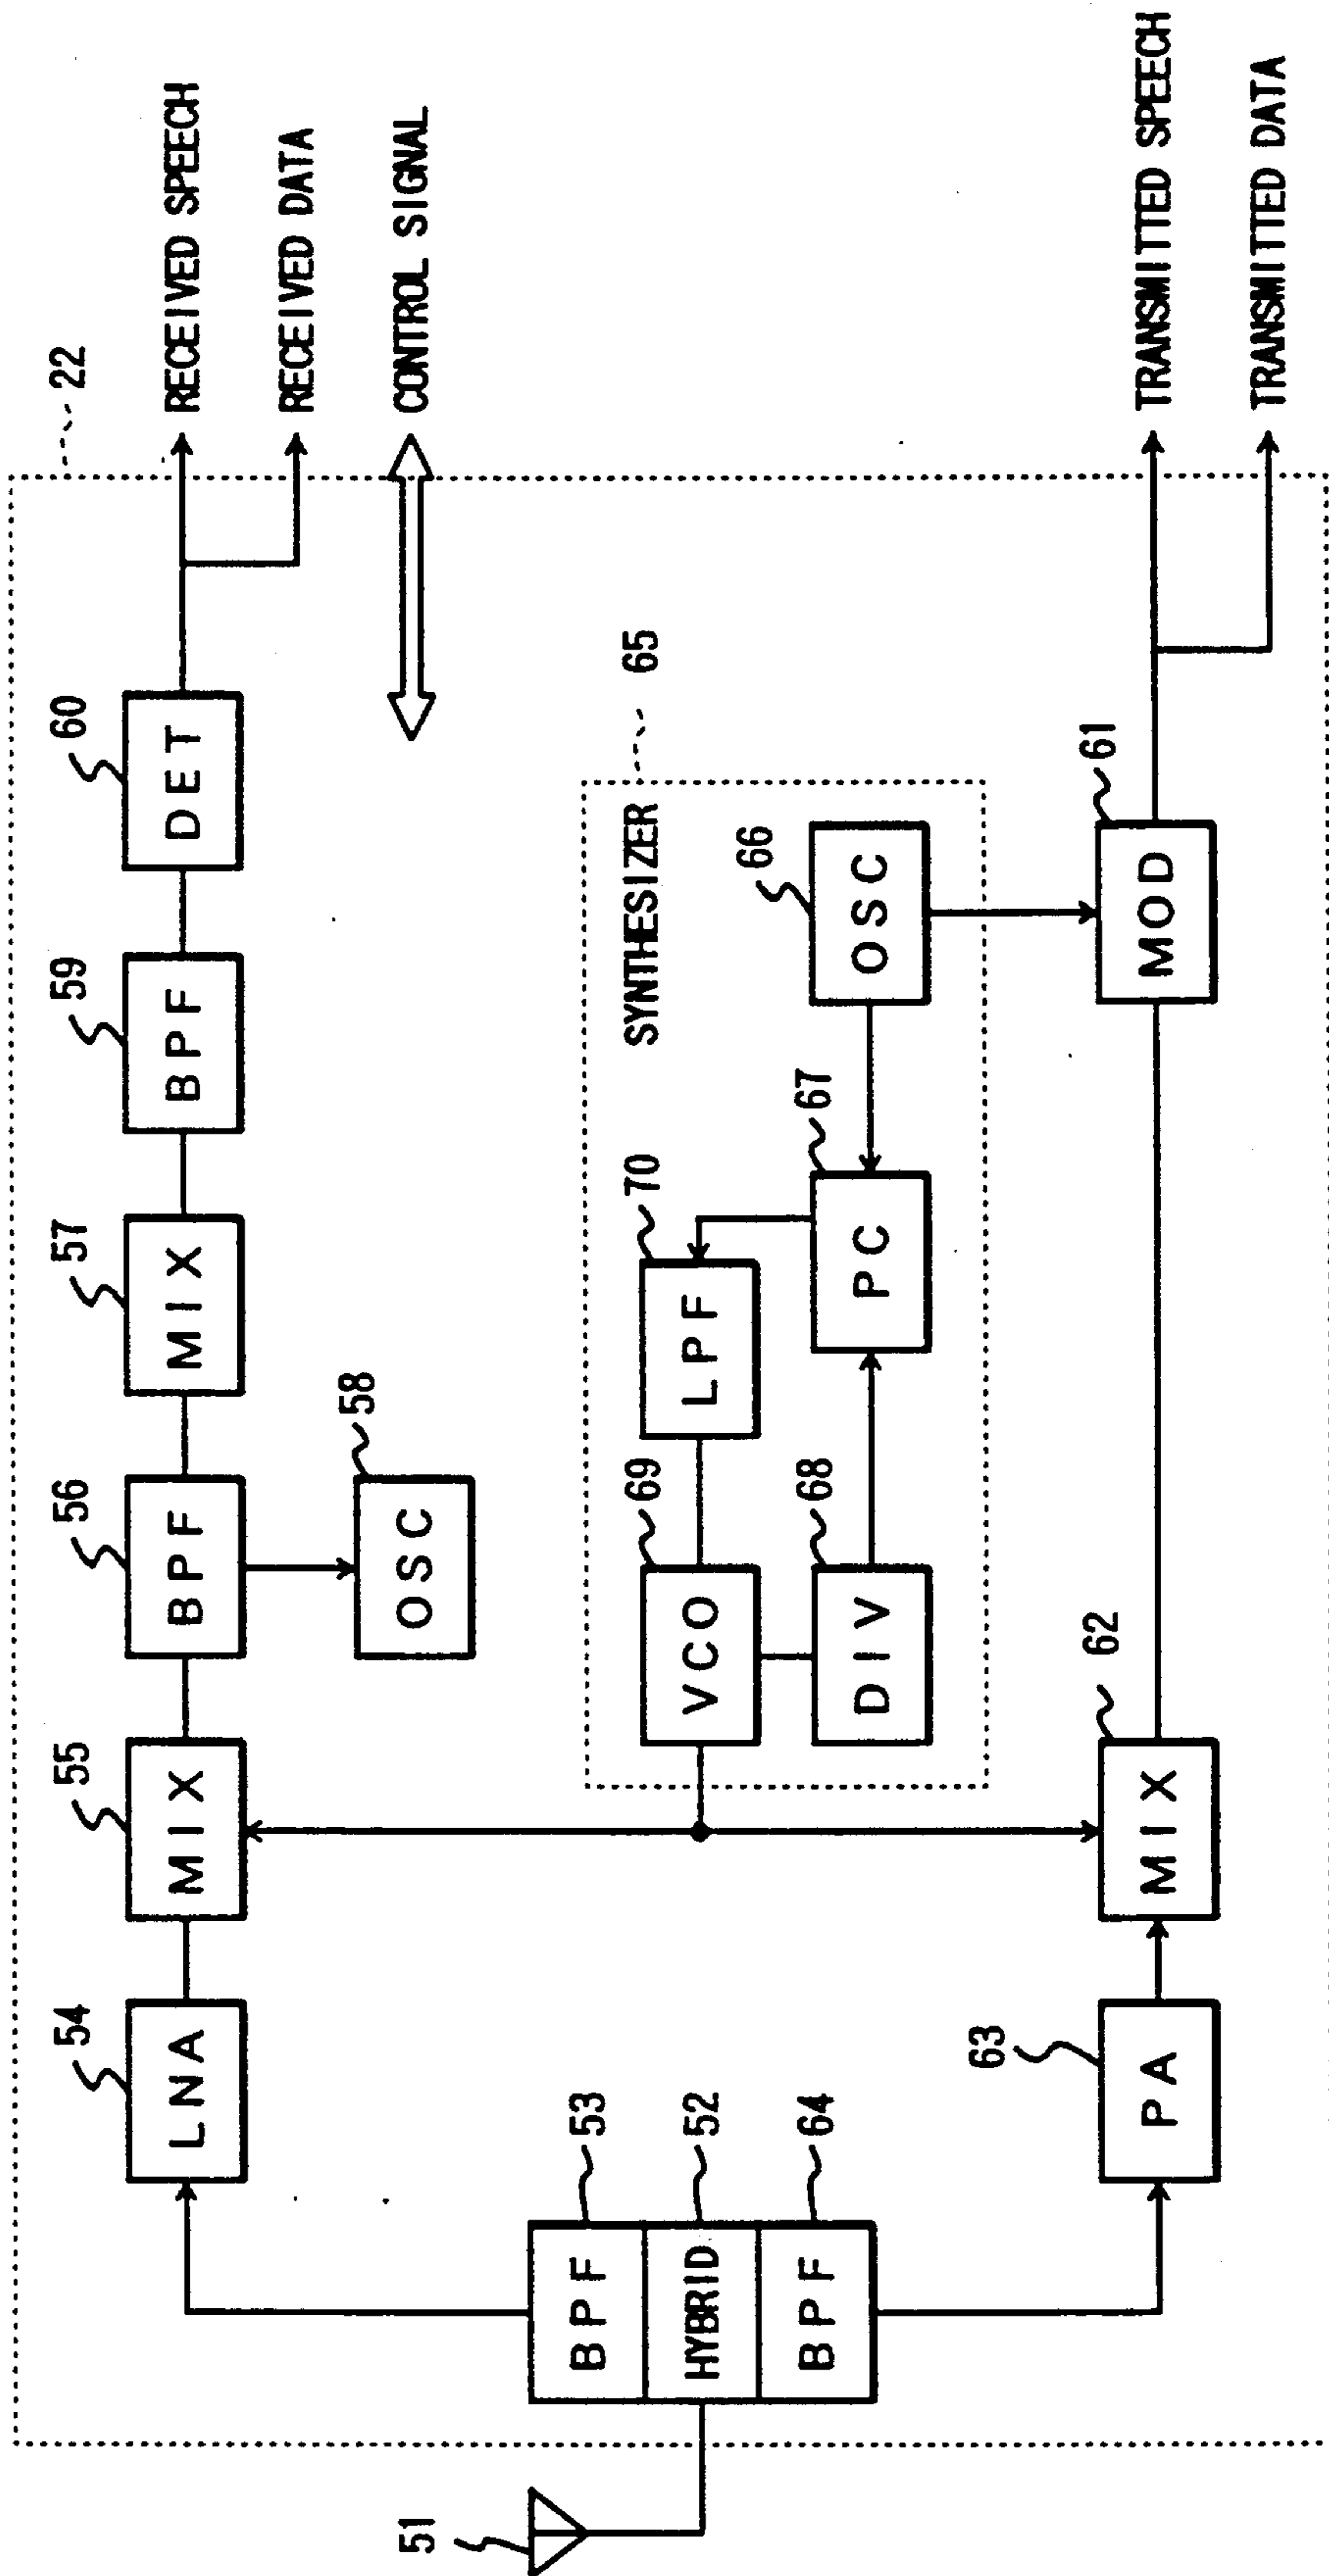 22
RECEIVED SPEECH
RECEIVED DATA
CONTROL SIGNAL
54
LNA
55
MIX
56
BPF
57
MIX
59
BPF
60
DET
58
OSC
65
SYNTHESIZER
69
VCO
70
LPF
68
DIV
67
PC
66
OSC
51
BPF
53
HYBRID
52
BPF
64
63
PA
62
MIX
61
MOD
TRANSMITTED SPEECH
TRANSMITTED DATA